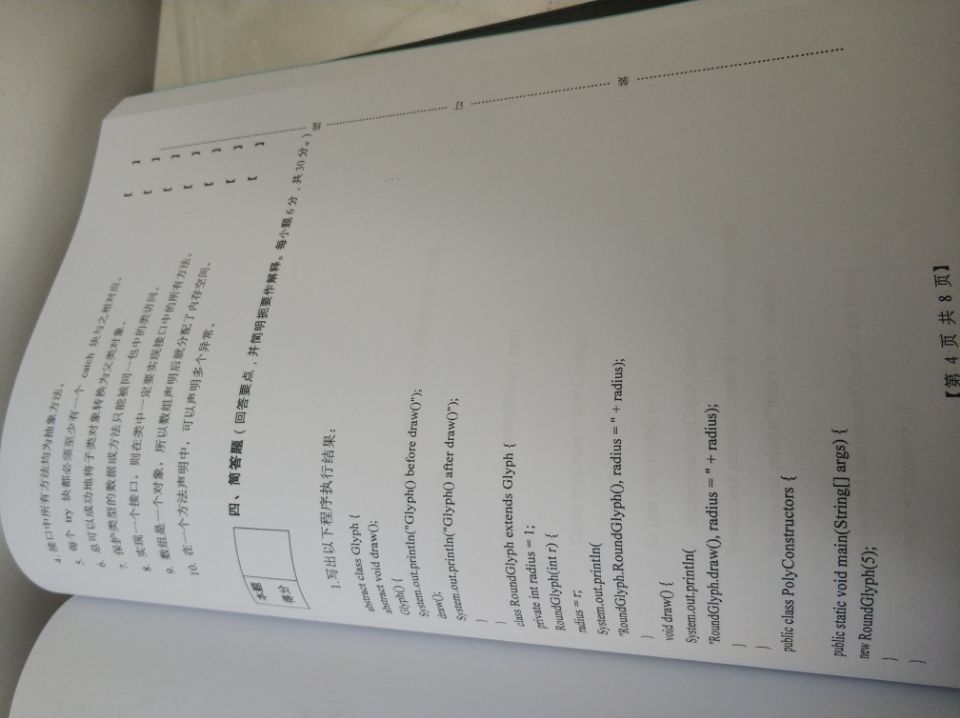 4. 接口中所有方法均为抽象方法。
5. 每个 try 块都必须至少有一个 catch 块与之相对应。 【 】
6. 总可以成功地将子类对象转换为父类对象。 【 】
7. 保护类型的数据或方法只能被同一包中的类访问。 【 】
8. 实现一个接口，则在类中一定要实现接口中的所有方法。 【 】
9. 数组是一个对象，所以数组声明后就分配了内存空间。 【 】
10. 在一个方法声明中，可以声明多个异常。 【 】
【 】
本题
得分
四、简答题（回答要点，并简明扼要作解释。每小题 6 分，共 30 分。）
1.写出以下程序执行结果：
abstract class Glyph {
abstract void draw();
Glyph() {
System.out.println("Glyph() before draw()");
draw();
System.out.println("Glyph() after draw()");
}
}
class RoundGlyph extends Glyph {
private int radius = 1;
RoundGlyph(int r) {
radius = r;
System.out.println(
"RoundGlyph.RoundGlyph(), radius = " + radius);
}
void draw() {
System.out.println(
"RoundGlyph.draw(), radius = " + radius);
}
}
public class PolyConstructors {
public static void main(String[] args) {
new RoundGlyph(5);
}
}
【第 4 页 共 8 页】
线
订
装